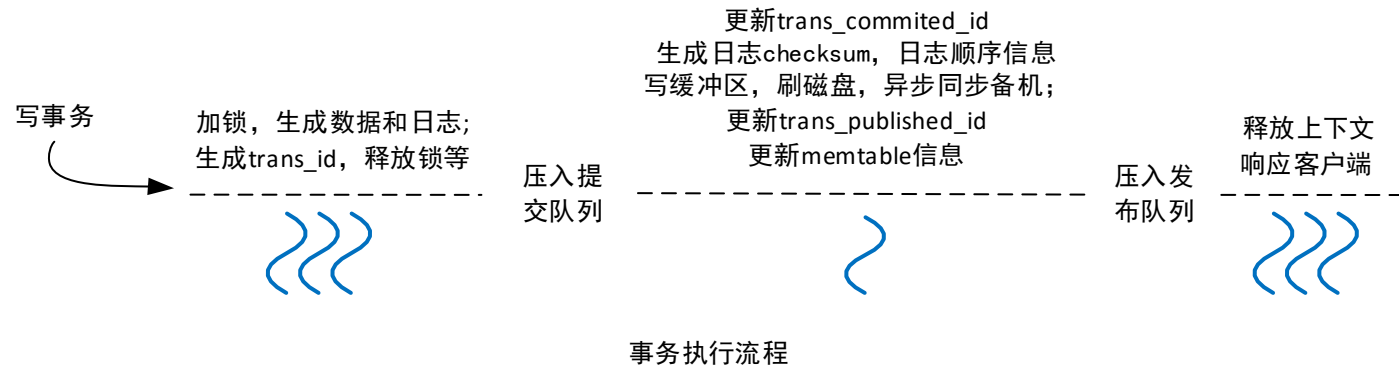 写事务
加锁，生成数据和日志;
生成trans_id，释放锁等
压入提
交队列
更新trans_commited_id
生成日志checksum，日志顺序信息
写缓冲区，刷磁盘，异步同步备机；
更新trans_published_id
更新memtable信息
压入发
布队列
释放上下文
响应客户端
事务执行流程